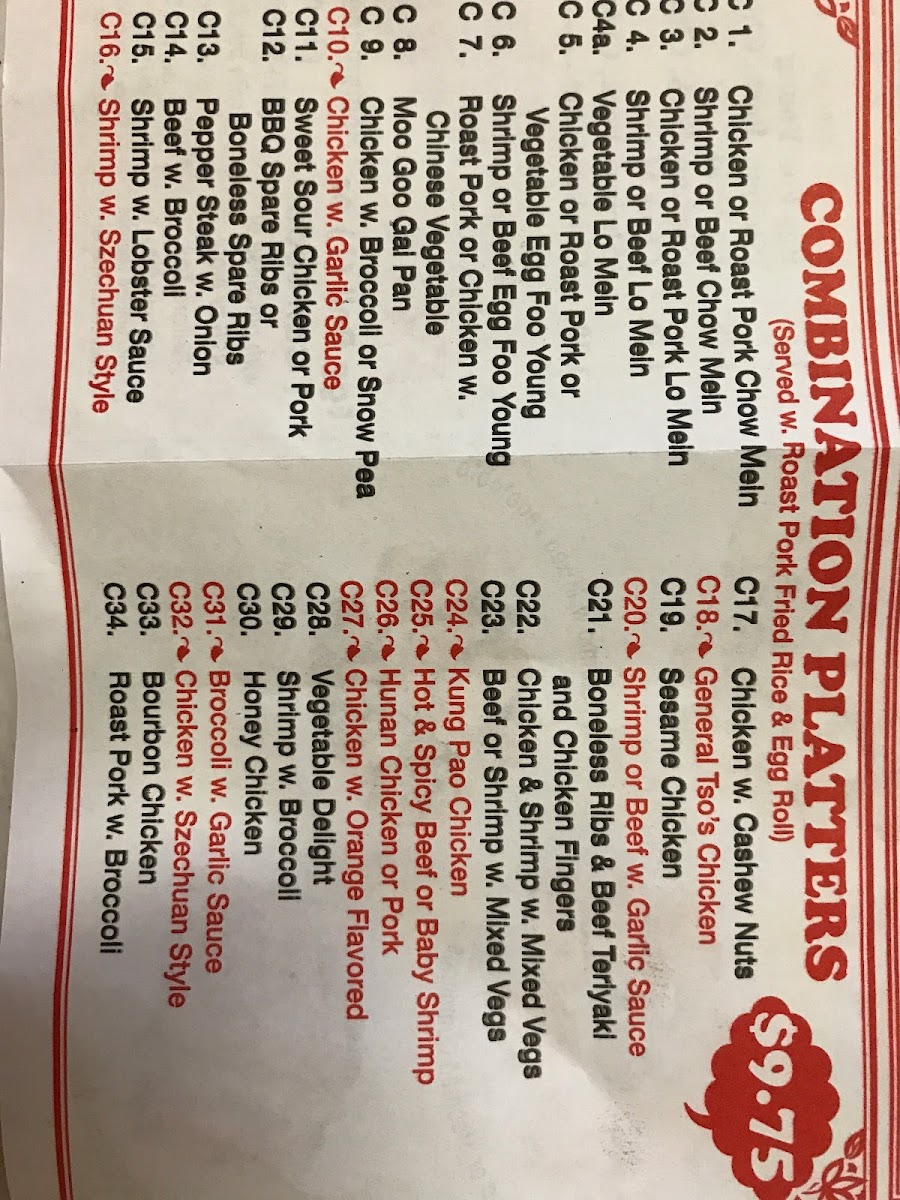 COMBINATION PLATTERS
$9.75
(Served w. Roast Pork Fried Rice & Egg Roll)
C 1. Chicken or Roast Pork Chow Mein
C 2. Shrimp or Beef Chow Mein
C 3. Chicken or Roast Pork Lo Mein
C 4. Shrimp or Beef Lo Mein
C4a. Vegetable Lo Mein
C 5. Chicken or Roast Pork or
Vegetable Egg Foo Young
C 6. Shrimp or Beef Egg Foo Young
C 7. Roast Pork or Chicken w.
Chinese Vegetable
C 8. Moo Goo Gai Pan
C 9. Chicken w. Broccoli or Snow Pea
C10. Chicken w. Garlic Sauce
C11. Sweet Sour Chicken or Pork
C12. BBQ Spare Ribs or
Boneless Spare Ribs
C13. Pepper Steak w. Onion
C14. Beef w. Broccoli
C15. Shrimp w. Lobster Sauce
C16. Shrimp w. Szechuan Style
C17. Chicken w. Cashew Nuts
C18. General Tso's Chicken
C19. Sesame Chicken
C20. Shrimp or Beef w. Garlic Sauce
C21. Boneless Ribs & Beef Teriyaki
and Chicken Fingers
C22. Chicken & Shrimp w. Mixed Vegs
C23. Beef or Shrimp w. Mixed Vegs
C24. Kung Pao Chicken
C25. Hot & Spicy Beef or Baby Shrimp
C26. Hunan Chicken or Pork
C27. Chicken w. Orange Flavored
C28. Vegetable Delight
C29. Shrimp w. Broccoli
C30. Honey Chicken
C31. Broccoli w. Garlic Sauce
C32. Chicken w. Szechuan Style
C33. Bourbon Chicken
C34. Roast Pork w. Broccoli